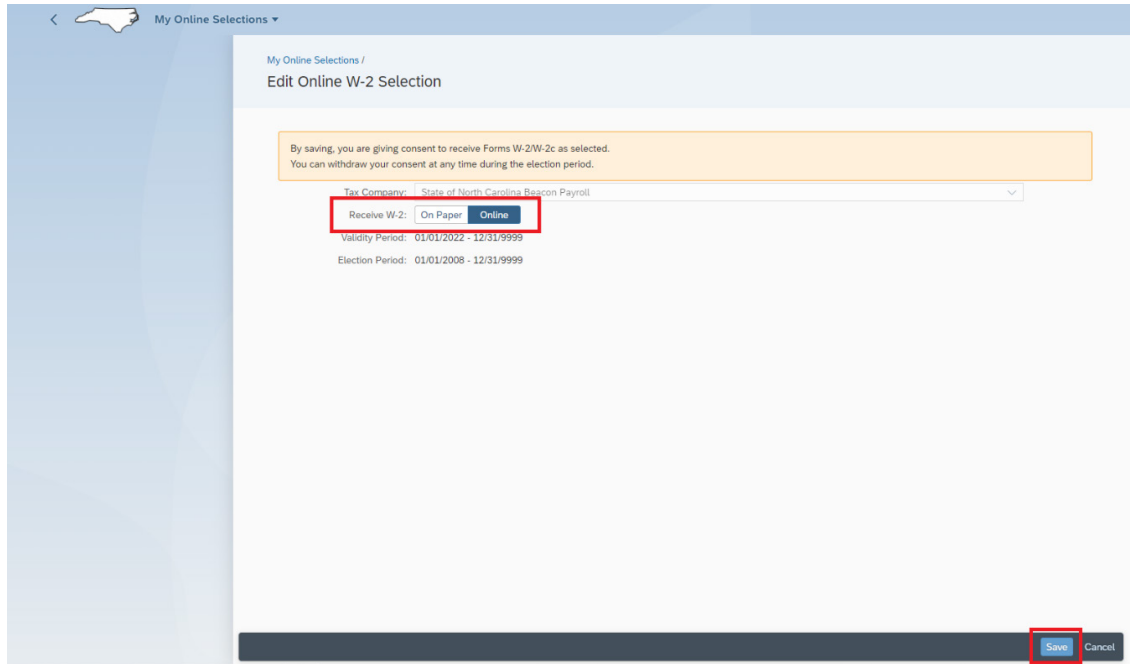 My Online Selections
My Online Selections /
Edit Online W-2 Selection
By saving, you are giving consent to receive Forms W-2/W-2c as selected.
You can withdraw your consent at any time during the election period.
Tax Company: State of North Carolina Beacon Payroll
Receive W-2: On Paper Online
Validity Period: 01/01/2022 - 12/31/9999
Election Period: 01/01/2008 - 12/31/9999
Save Cancel